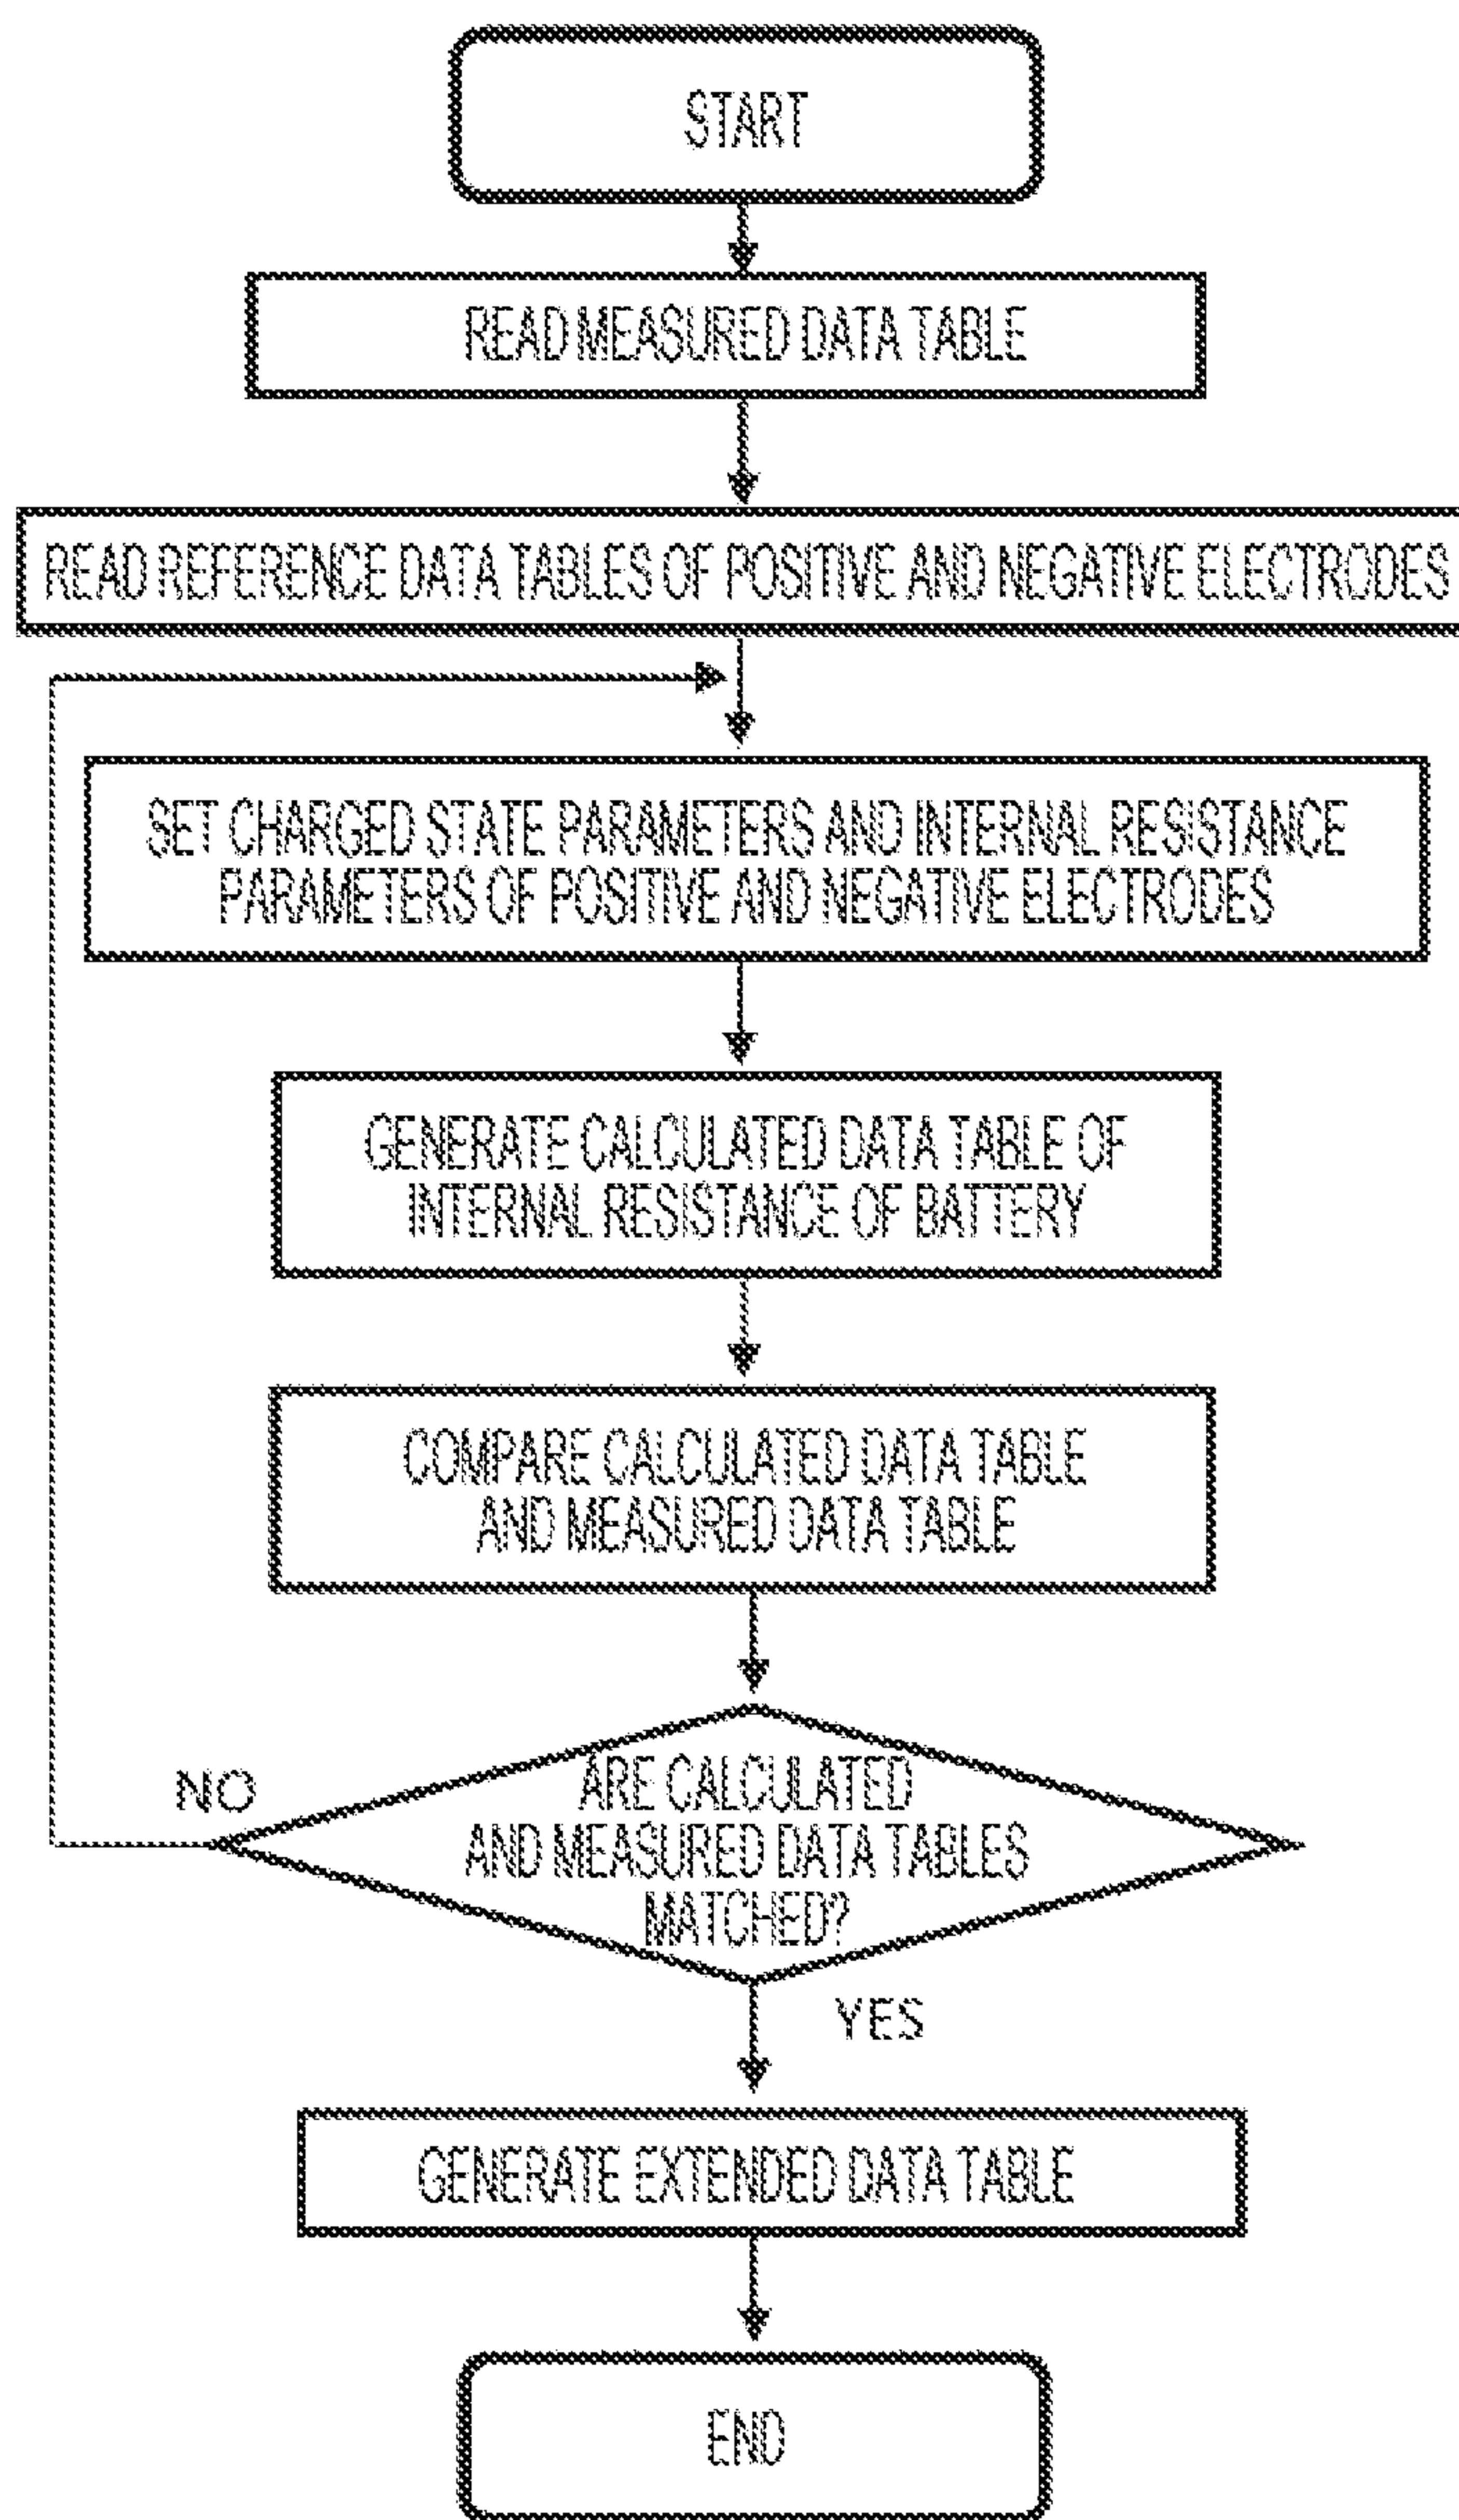 START
READ MEASURED DATA TABLE
READ REFERENCE DATA TABLES OF POSITIVE AND NEGATIVE ELECTRODES
SET CHARGED STATE PARAMETERS AND INTERNAL RESISTANCE
PARAMETERS OF POSITIVE AND NEGATIVE ELECTRODES
GENERATE CALCULATED DATA TABLE OF
INTERNAL RESISTANCE OF BATTERY
COMPARE CALCULATED DATA TABLE
AND MEASURED DATA TABLE
NO
ARE CALCULATED
AND MEASURED DATA TABLES
MATCHED?
YES
GENERATE EXTENDED DATA TABLE
END